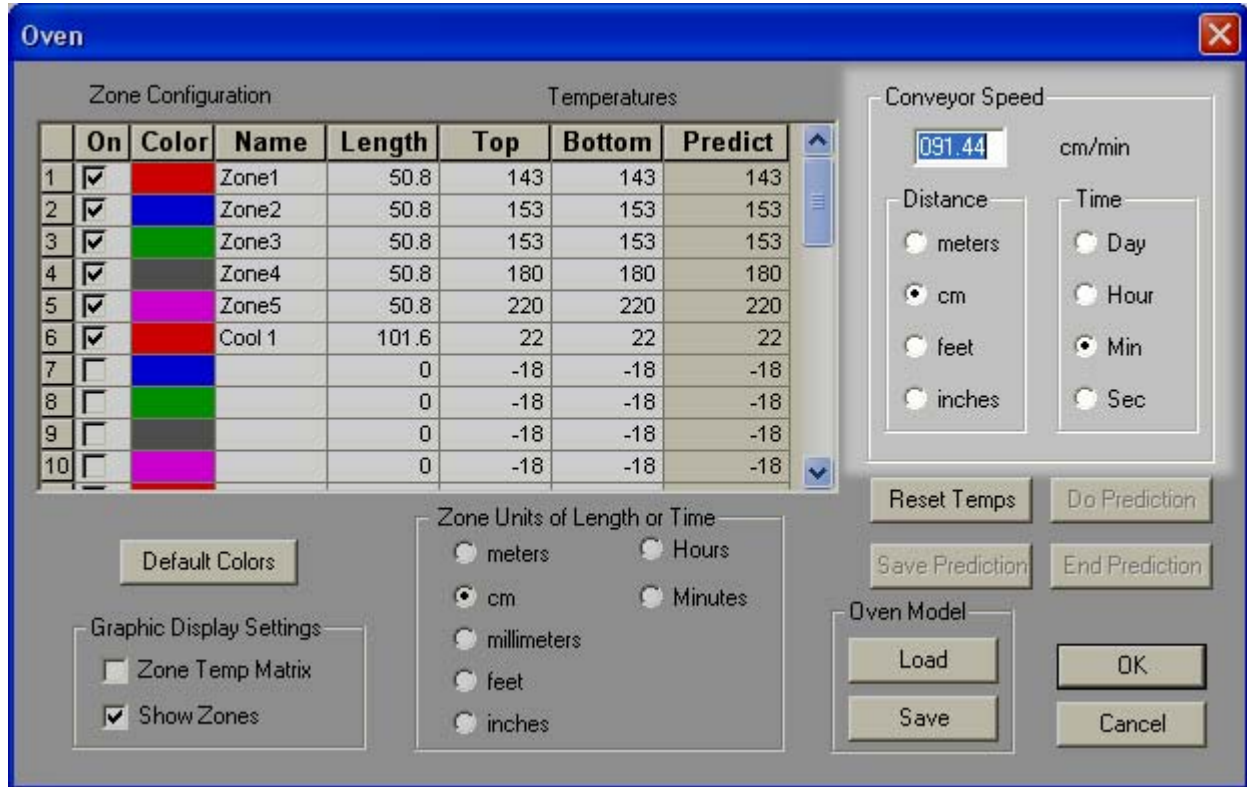 Oven
Zone Configuration Temperatures
On Color Name Length Top Bottom Predict
1 Zone1 50.8 143 143 143
2 Zone2 50.8 153 153 153
3 Zone3 50.8 153 153 153
4 Zone4 50.8 180 180 180
5 Zone5 50.8 220 220 220
6 Cool 1 101.6 22 22 22
7 0 -18 -18 -18
8 0 -18 -18 -18
9 0 -18 -18 -18
10 0 -18 -18 -18
Conveyor Speed
091.44 cm/min
Distance
meters
cm
feet
inches
Time
Day
Hour
Min
Sec
Reset Temps Do Prediction
Save Prediction End Prediction
Default Colors
Graphic Display Settings
Zone Temp Matrix
Show Zones
Zone Units of Length or Time
meters
cm
millimeters
feet
inches
Hours
Minutes
Oven Model
Load
Save
OK
Cancel